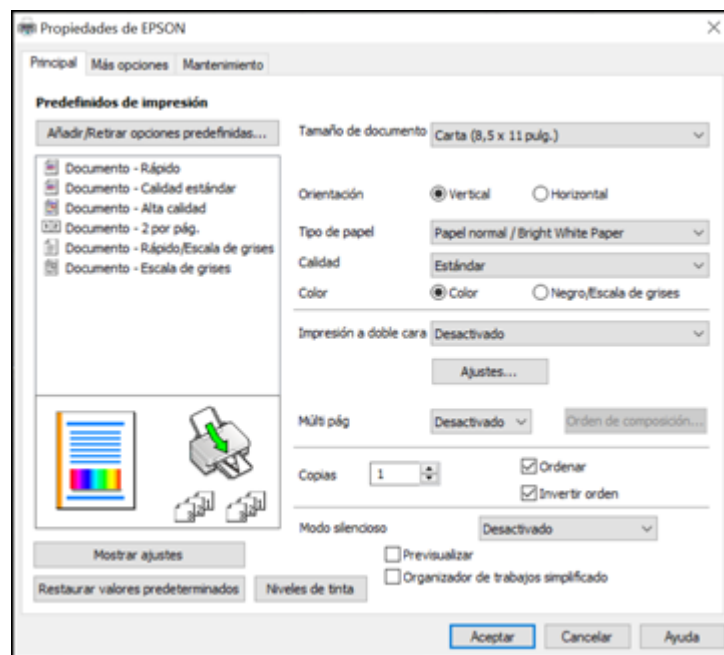 Propiedades de EPSON
Principal Más opciones Mantenimiento
Predefinidos de impresión
Añadir/Retirar opciones predefinidas...
Documento - Rápido
Documento - Calidad estándar
Documento - Alta calidad
Documento - 2 por pág.
Documento - Rápido/Escala de grises
Documento - Escala de grises
Mostrar ajustes
Restaurar valores predeterminados Niveles de tinta
Tamaño de documento Carta (8,5 x 11 pulg.)
Orientación Vertical Horizontal
Tipo de papel Papel normal / Bright White Paper
Calidad Estándar
Color Color Negro/Escala de grises
Impresión a doble cara Desactivado
Ajustes...
Múlti pág Desactivado Orden de composición...
Copias 1 Ordenar
Invertir orden
Modo silencioso Desactivado
Previsualizar
Organizador de trabajos simplificado
Aceptar Cancelar Ayuda